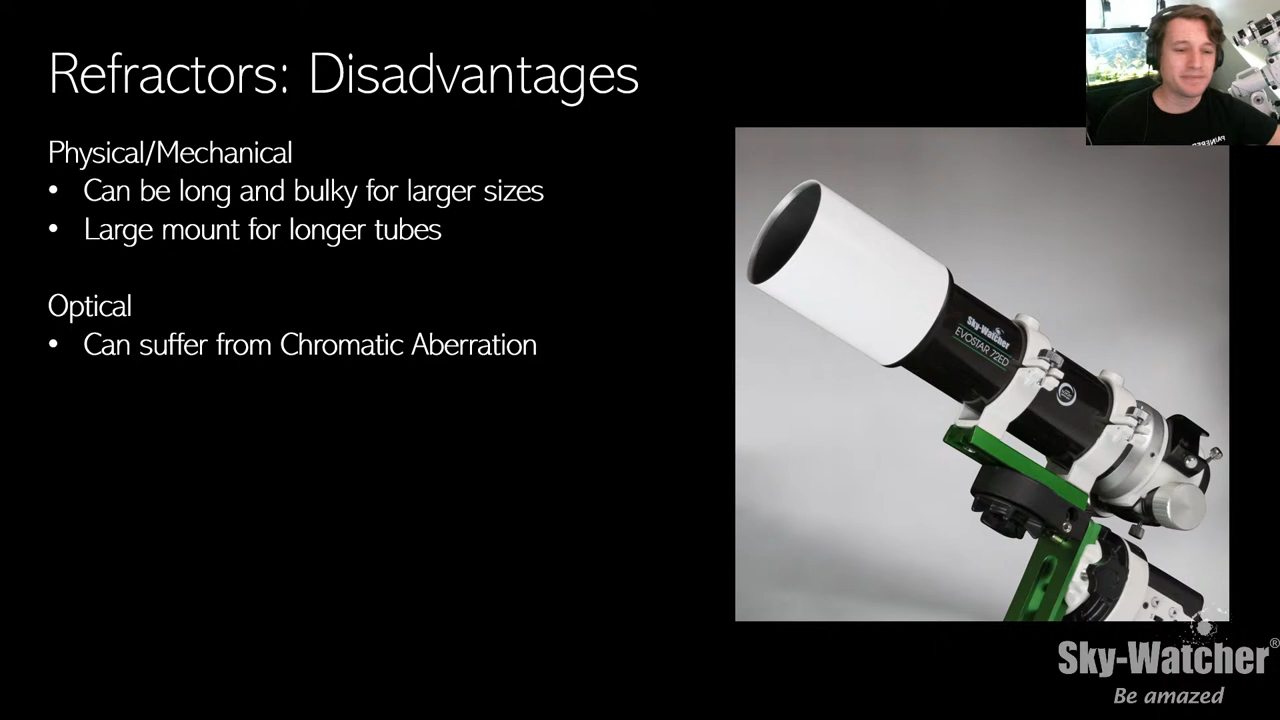 Refractors: Disadvantages
Physical/Mechanical
• Can be long and bulky for larger sizes
• Large mount for longer tubes
Optical
• Can suffer from Chromatic Aberration
Sky-Watcher
EVOSTAR 72ED
Sky-Watcher®
Be amazed